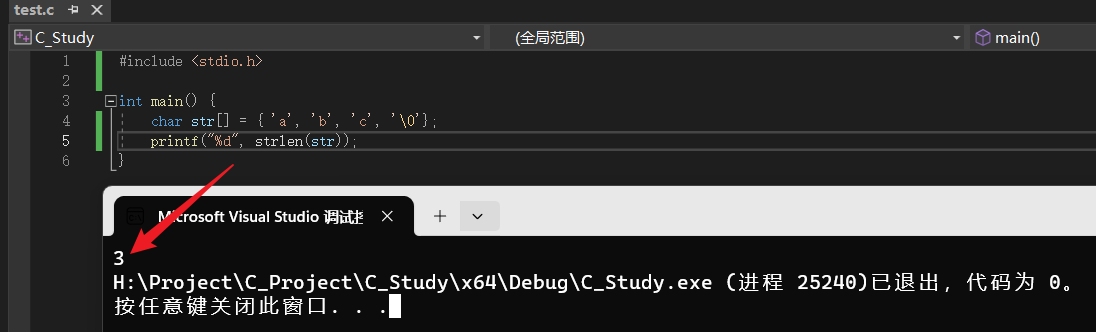 test.c
C_Study
(全局范围)
main()
1 #include <stdio.h>
2
3 int main() {
4 char str[] = { 'a', 'b', 'c', '\0'};
5 printf("%d", strlen(str));
6 }
Microsoft Visual Studio 调试
3
H:\Project\C_Project\C_Study\x64\Debug\C_Study.exe (进程 25240)已退出，代码为 0。
按任意键关闭此窗口. . .